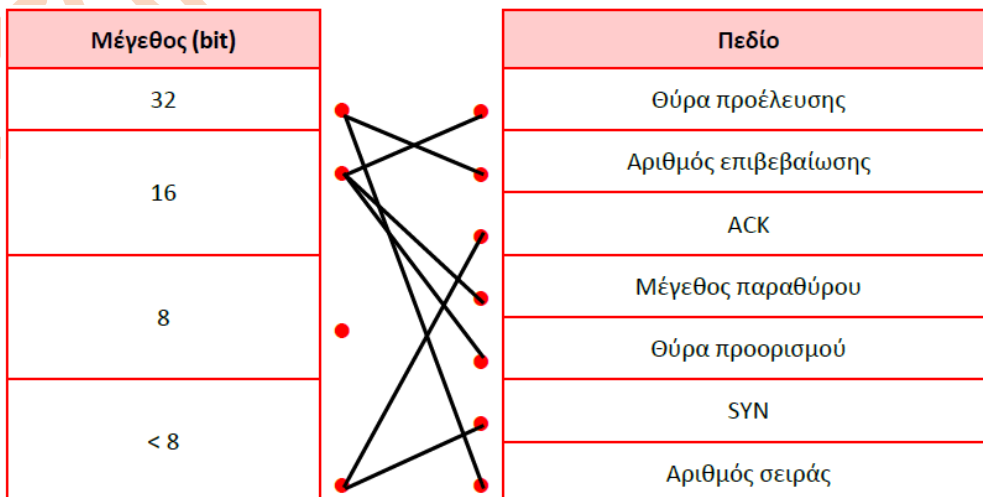 Μέγεθος (bit)
32
16
8
< 8
Πεδίο
Θύρα προέλευσης
Αριθμός επιβεβαίωσης
ACK
Μέγεθος παραθύρου
Θύρα προορισμού
SYN
Αριθμός σειράς